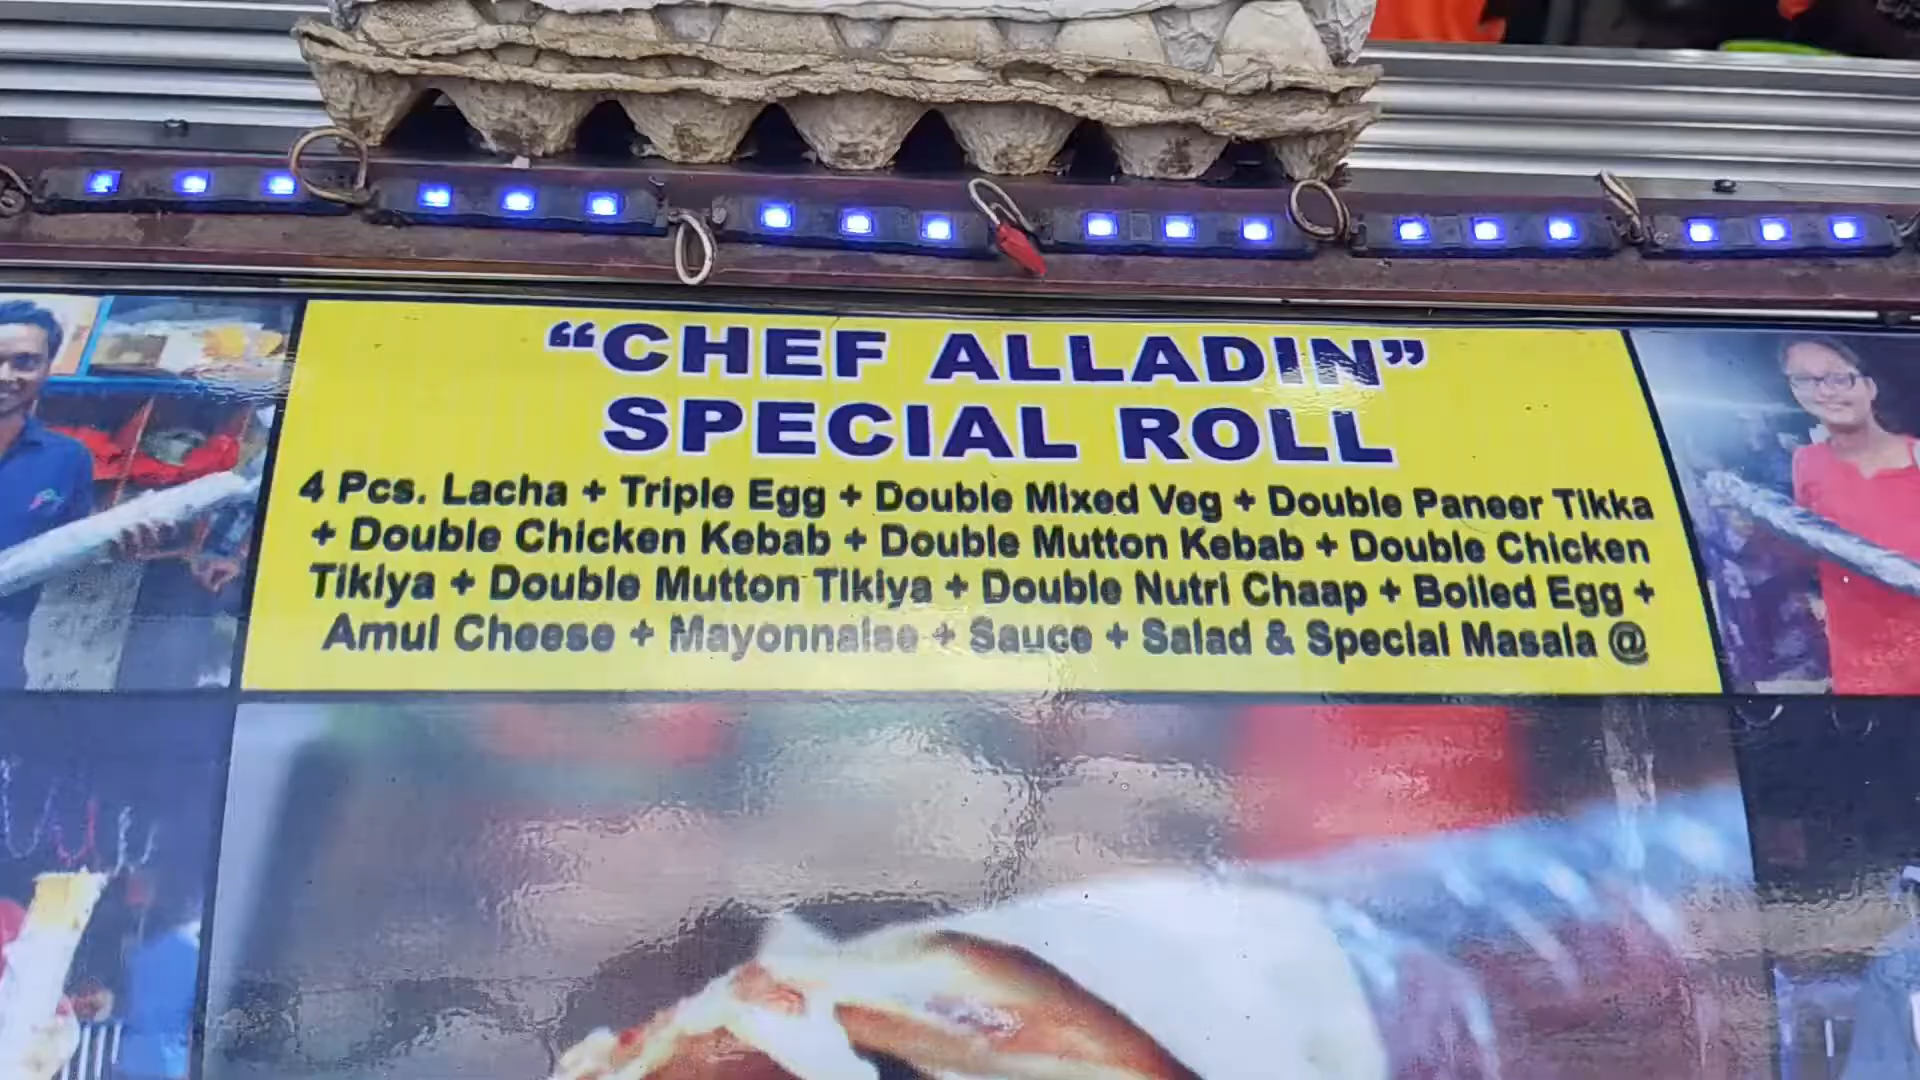 “CHEF ALLADIN”
SPECIAL ROLL
4 Pcs. Lacha + Triple Egg + Double Mixed Veg + Double Paneer Tikka
+ Double Chicken Kebab + Double Mutton Kebab + Double Chicken
Tikiya + Double Mutton Tikiya + Double Nutri Chaap + Boiled Egg +
Amul Cheese + Mayonnaise + Sauce + Salad & Special Masala @